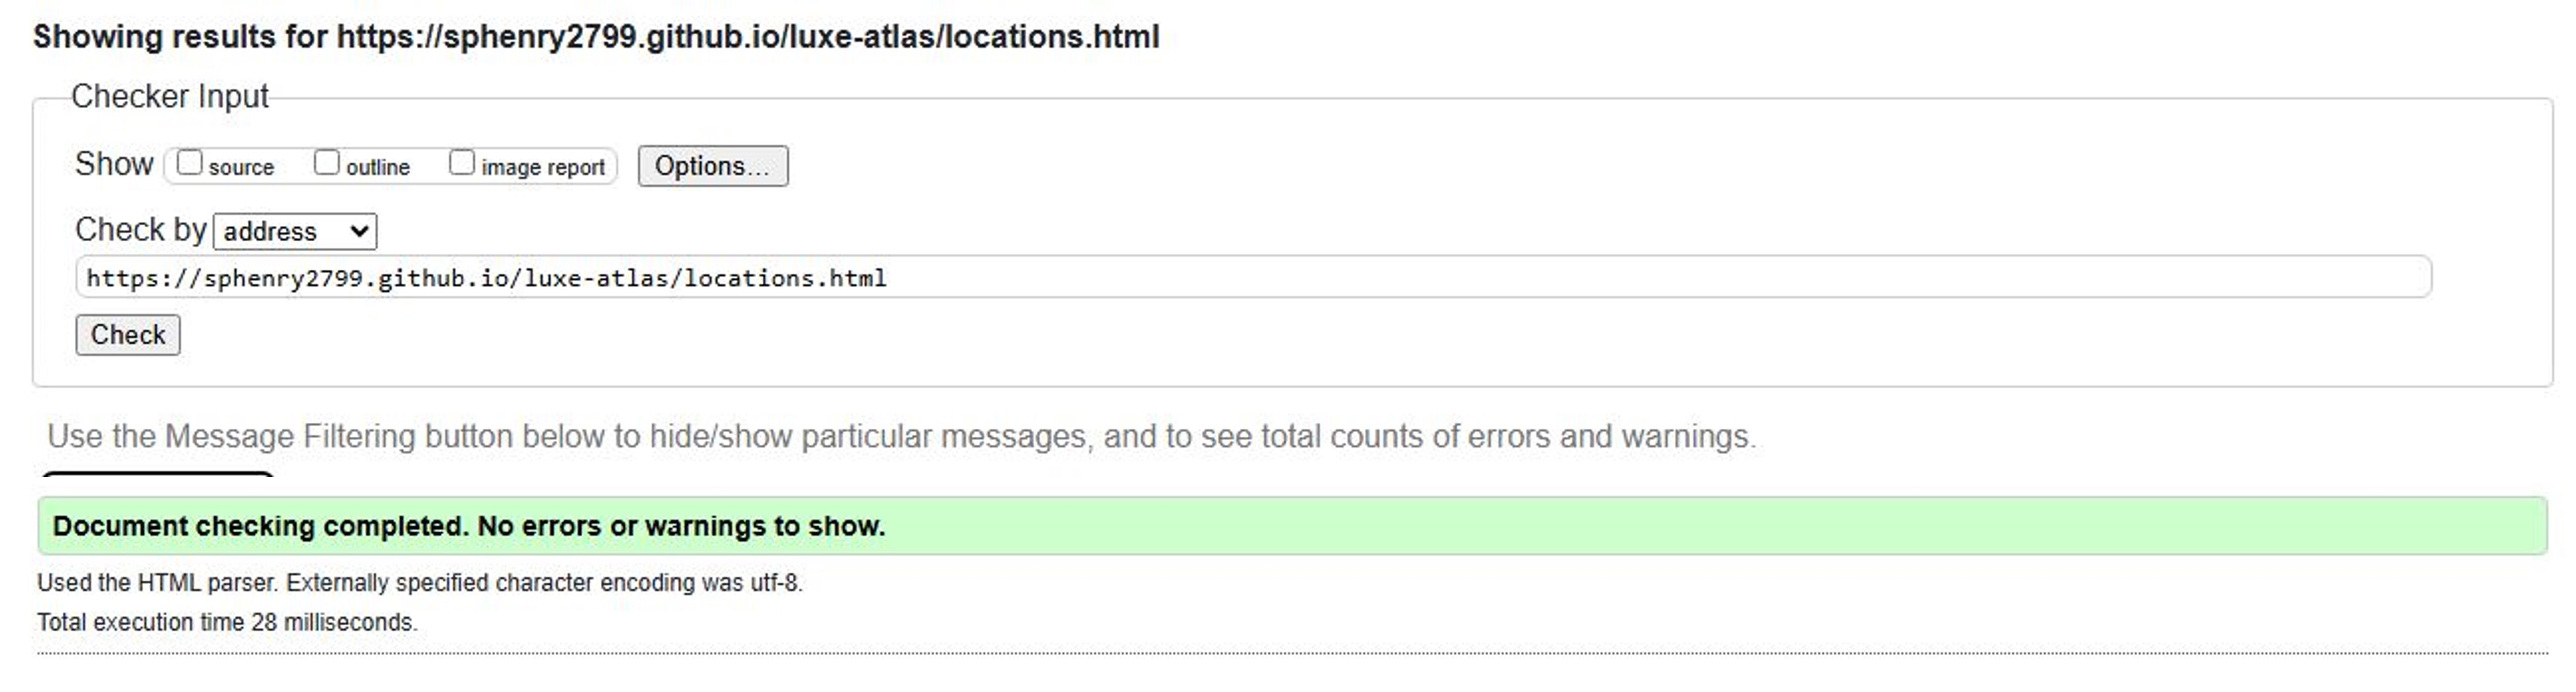 Showing results for https://sphenry2799.github.io/luxe-atlas/locations.html
Checker Input
Show source outline image report Options...
Check by address
https://sphenry2799.github.io/luxe-atlas/locations.html
Check
Use the Message Filtering button below to hide/show particular messages, and to see total counts of errors and warnings.
Document checking completed. No errors or warnings to show.
Used the HTML parser. Externally specified character encoding was utf-8.
Total execution time 28 milliseconds.